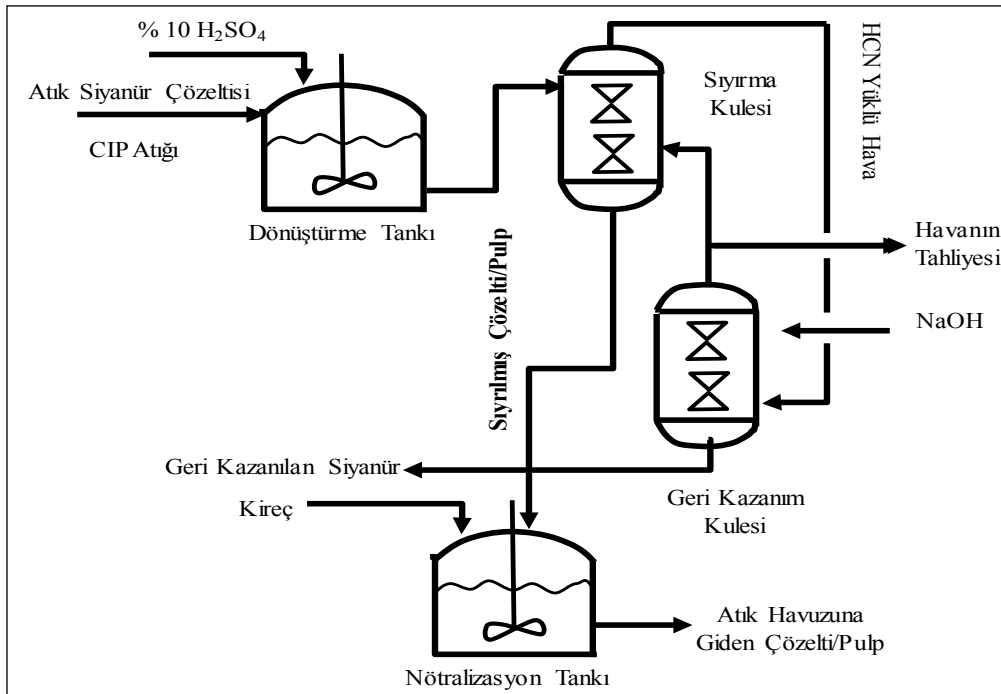 % 10 H₂SO₄
Atık Siyanür Çözeltisi
CIP Atığı
Dönüştürme Tankı
Sıyırma
Kulesi
HCN Yüklü Hava
Havanın
Tahliyesi
NaOH
Sıyrılmış Çözelti/Pulp
Geri Kazanılan Siyanür
Geri Kazanım
Kulesi
Kireç
Atık Havuzuna
Giden Çözelti/Pulp
Nötralizasyon Tankı